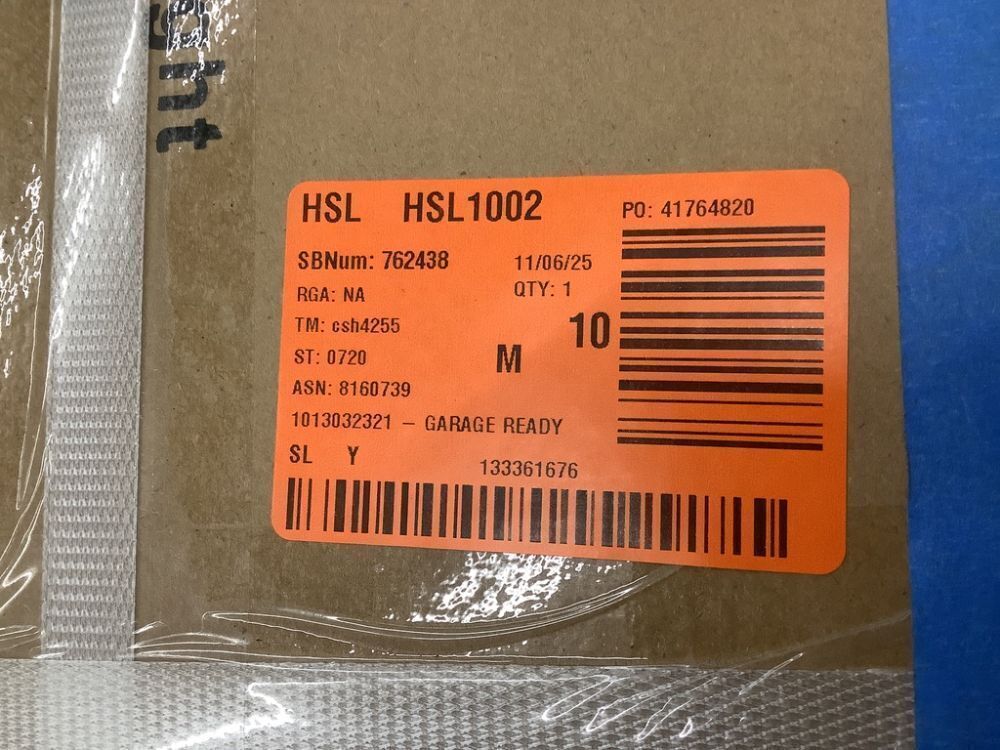 ght
HSL HSL1002
PO: 41764820
SBNum: 762438 11/06/25
RGA: NA QTY: 1
TM: csh4255 10
ST: 0720 M
ASN: 8160739
1013032321 – GARAGE READY
SL Y 133361676